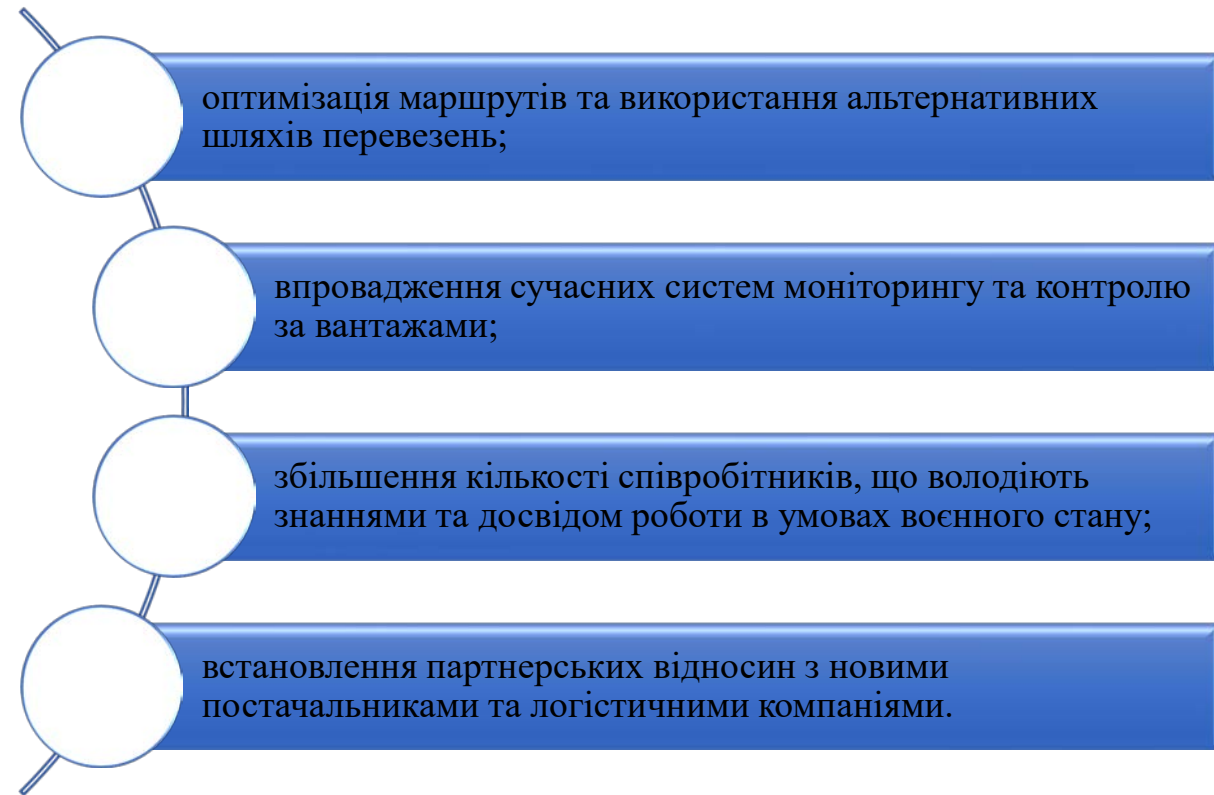 оптимізація маршрутів та використання альтернативних
шляхів перевезень;
впровадження сучасних систем моніторингу та контролю
за вантажами;
збільшення кількості співробітників, що володіють
знаннями та досвідом роботи в умовах воєнного стану;
встановлення партнерських відносин з новими
постачальниками та логістичними компаніями.